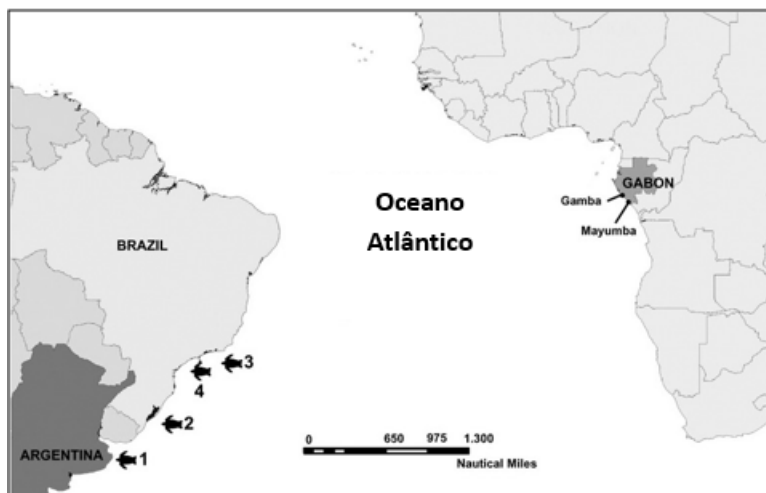 Oceano
Atlântico
GABON
Gamba
Mayumba
BRAZIL
3
4
2
ARGENTINA
1
0 650 975 1.300
Nautical Miles